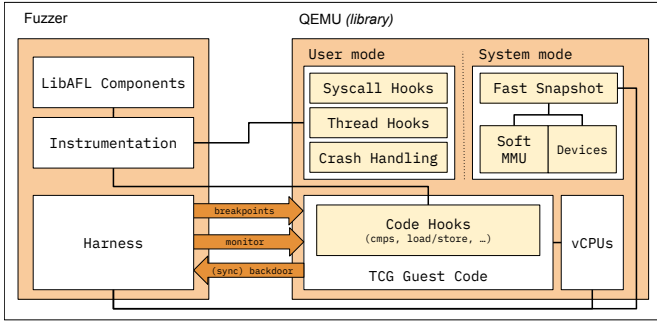 Fuzzer
QEMU (library)
LibAFL Components
Instrumentation
Harness
User mode
Syscall Hooks
Thread Hooks
Crash Handling
System mode
Fast Snapshot
Soft
MMU
Devices
breakpoints
monitor
(sync) backdoor
Code Hooks
(cmps, load/store, …)
TCG Guest Code
vCPUs